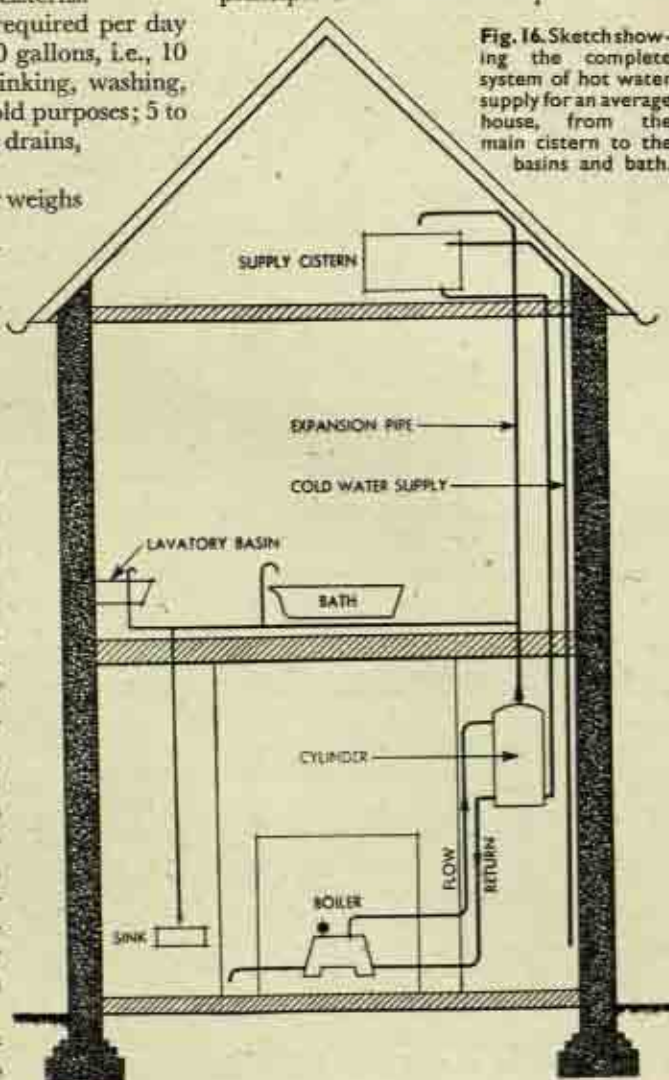 required per day
0 gallons, i.e., 10
inking, washing,
old purposes; 5 to
drains,
weighs
Fig. 16. Sketch show-
ing the complete
system of hot water
supply for an average
house, from the
main cistern to the
basins and bath.
SUPPLY CISTERN
EXPANSION PIPE
COLD WATER SUPPLY
LAVATORY BASIN
BATH
CYLINDER
FLOW
RETURN
BOILER
SINK